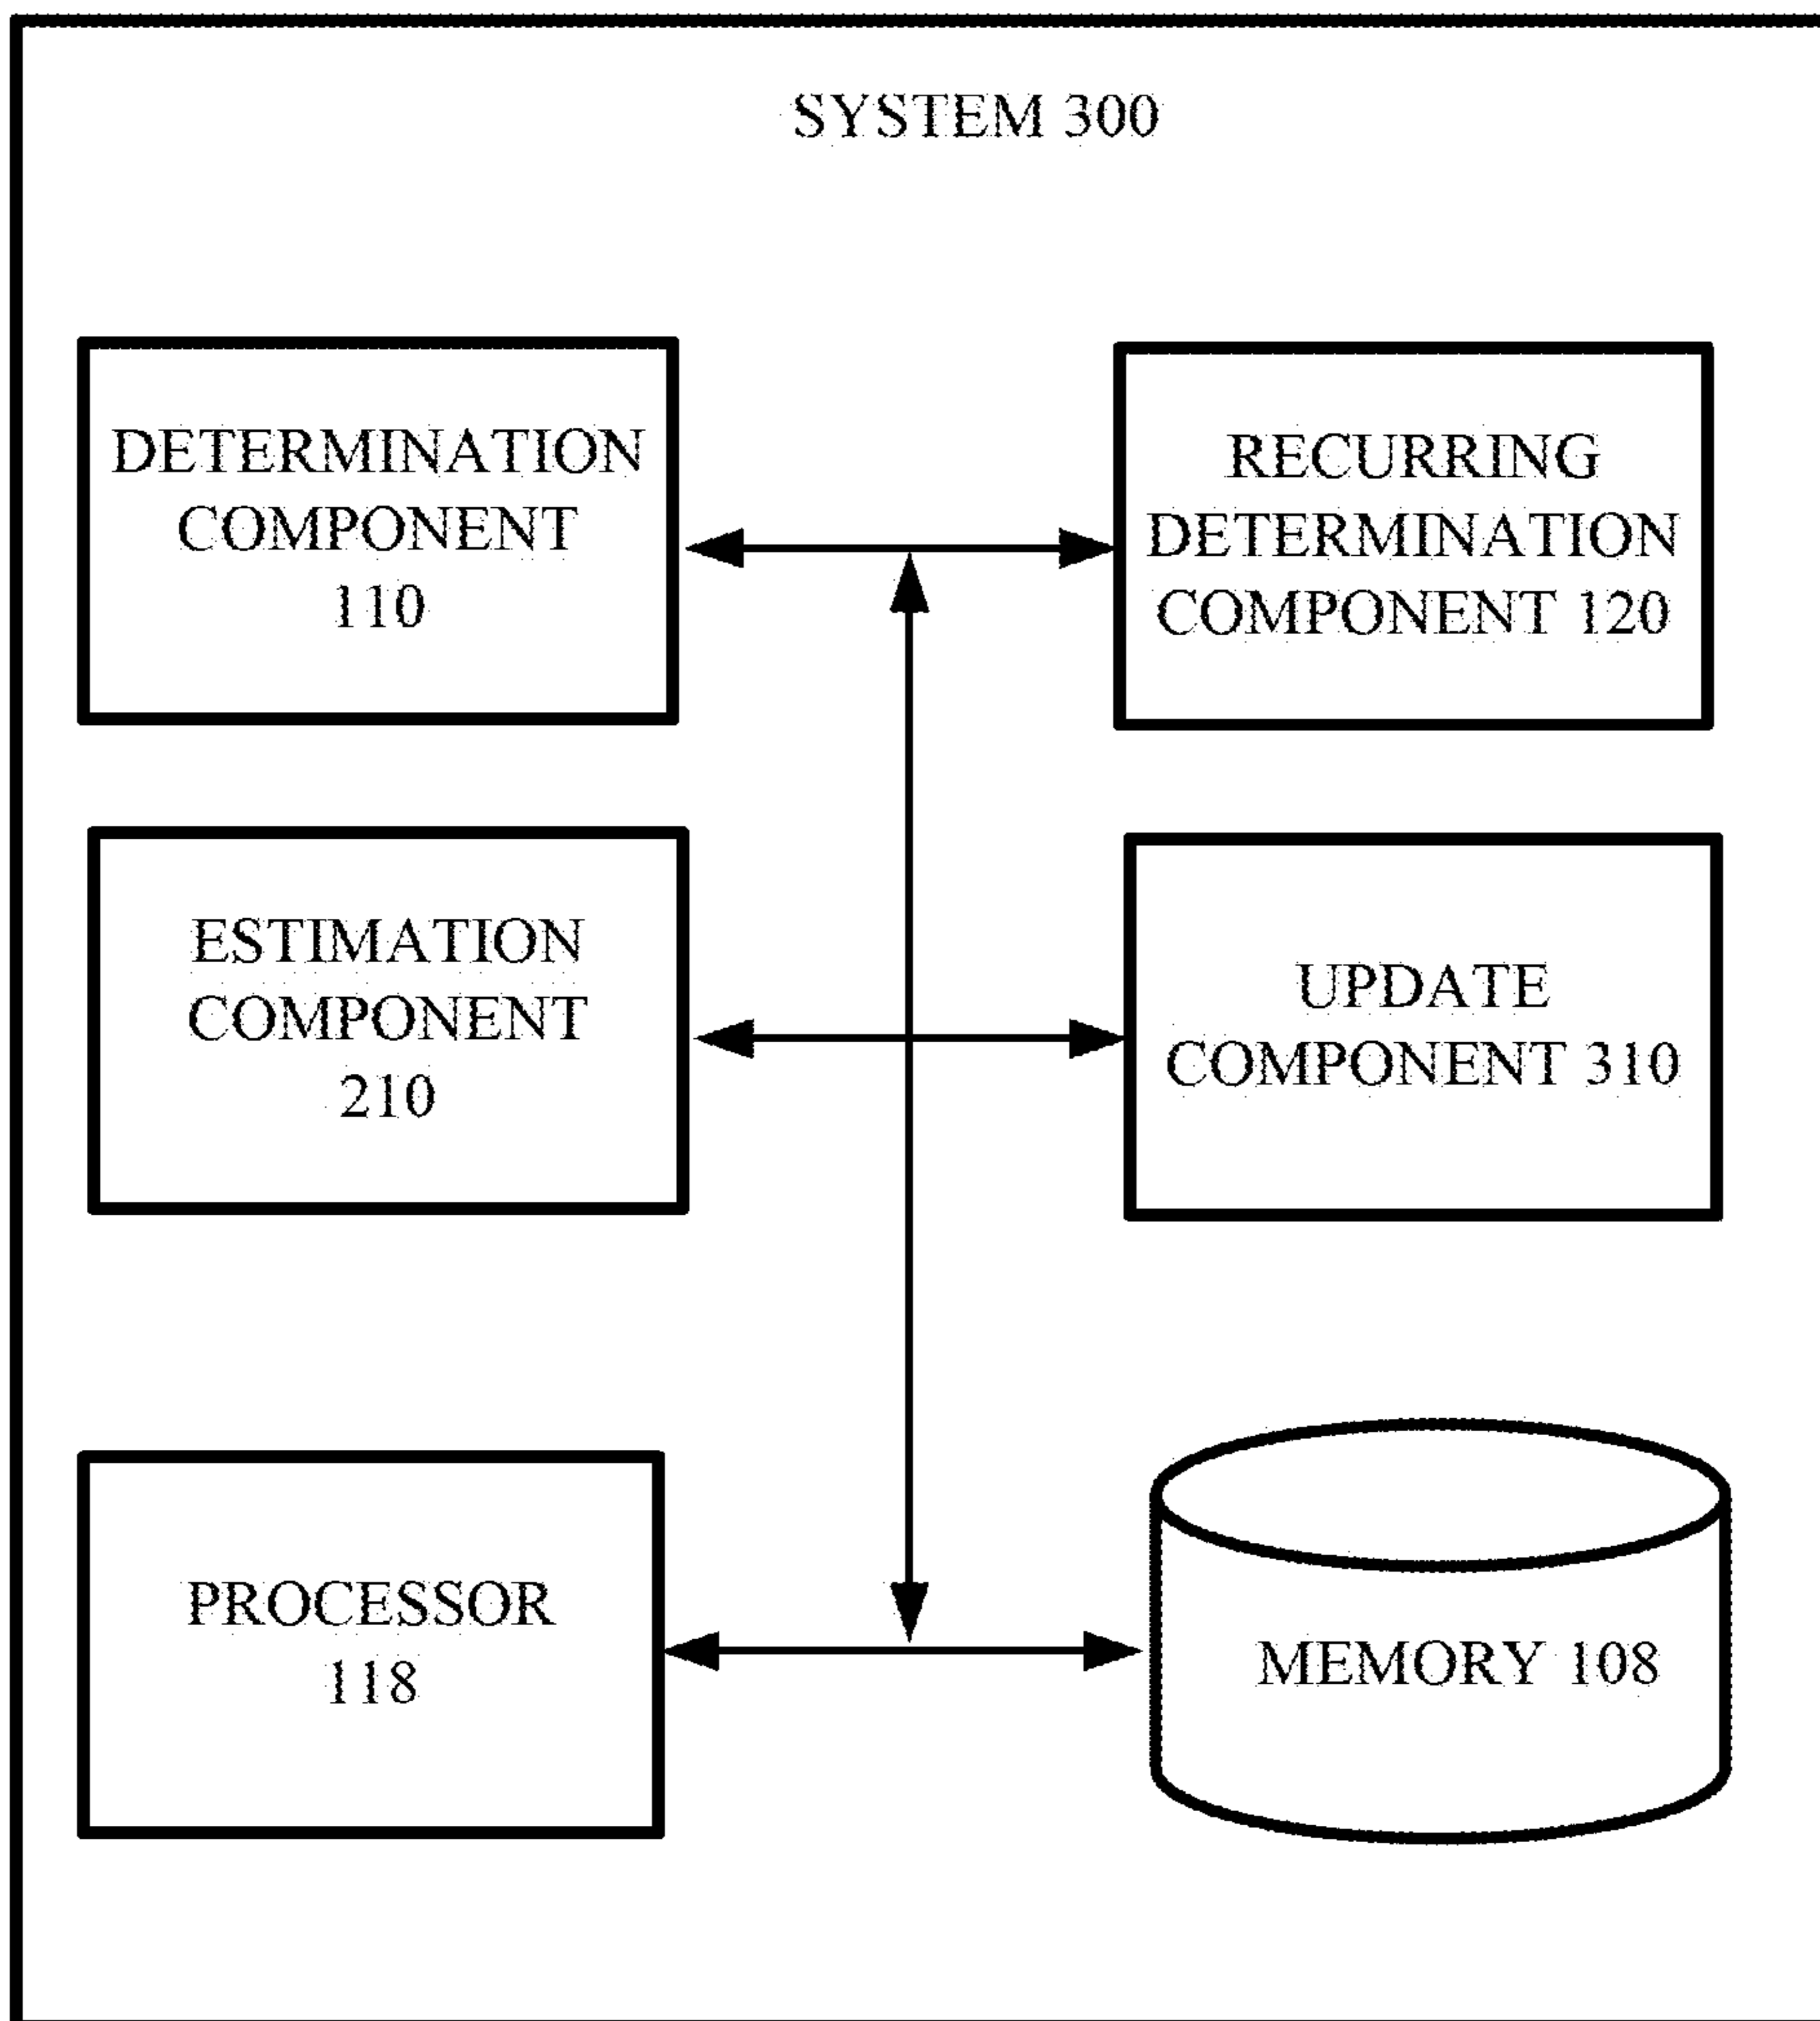 SYSTEM 300
DETERMINATION
COMPONENT
110
RECURRING
DETERMINATION
COMPONENT 120
ESTIMATION
COMPONENT
210
UPDATE
COMPONENT 310
PROCESSOR
118
MEMORY 108